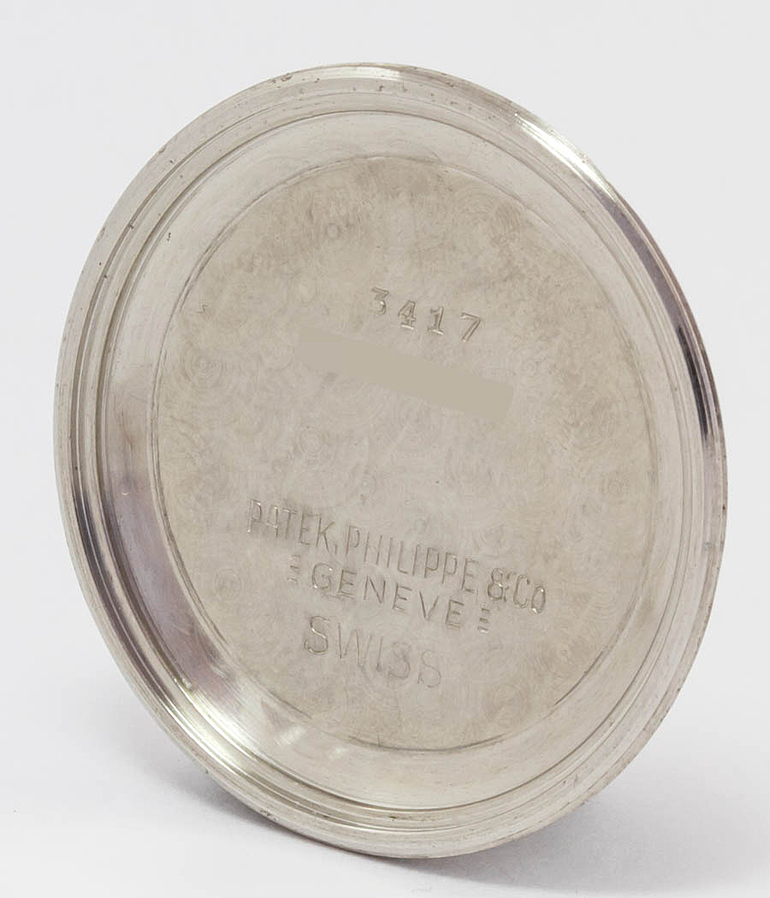 3417
PATEK, PHILIPPE & Co
GENEVE
SWISS